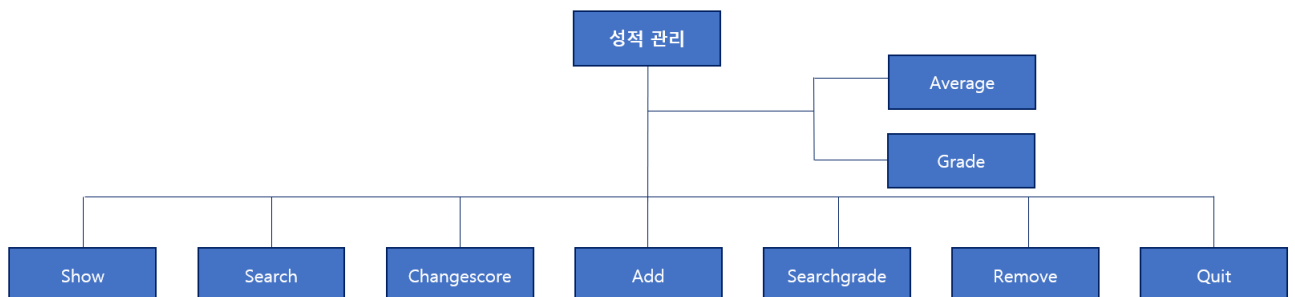 성적 관리
Average
Grade
Show
Search
Changescore
Add
Searchgrade
Remove
Quit